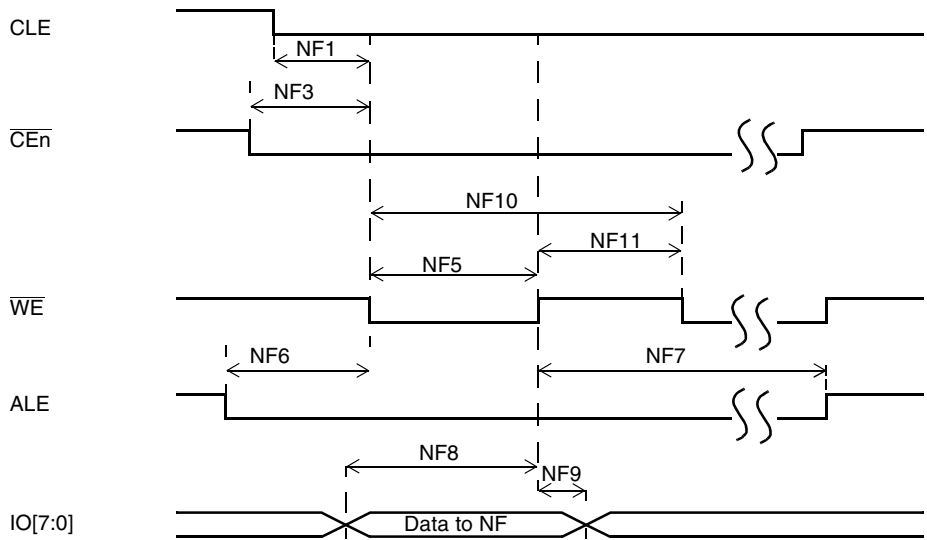 CLE
NF1
NF3
CEn
NF10
NF11
NF5
WE
NF6
NF7
ALE
NF8
NF9
IO[7:0]
Data to NF